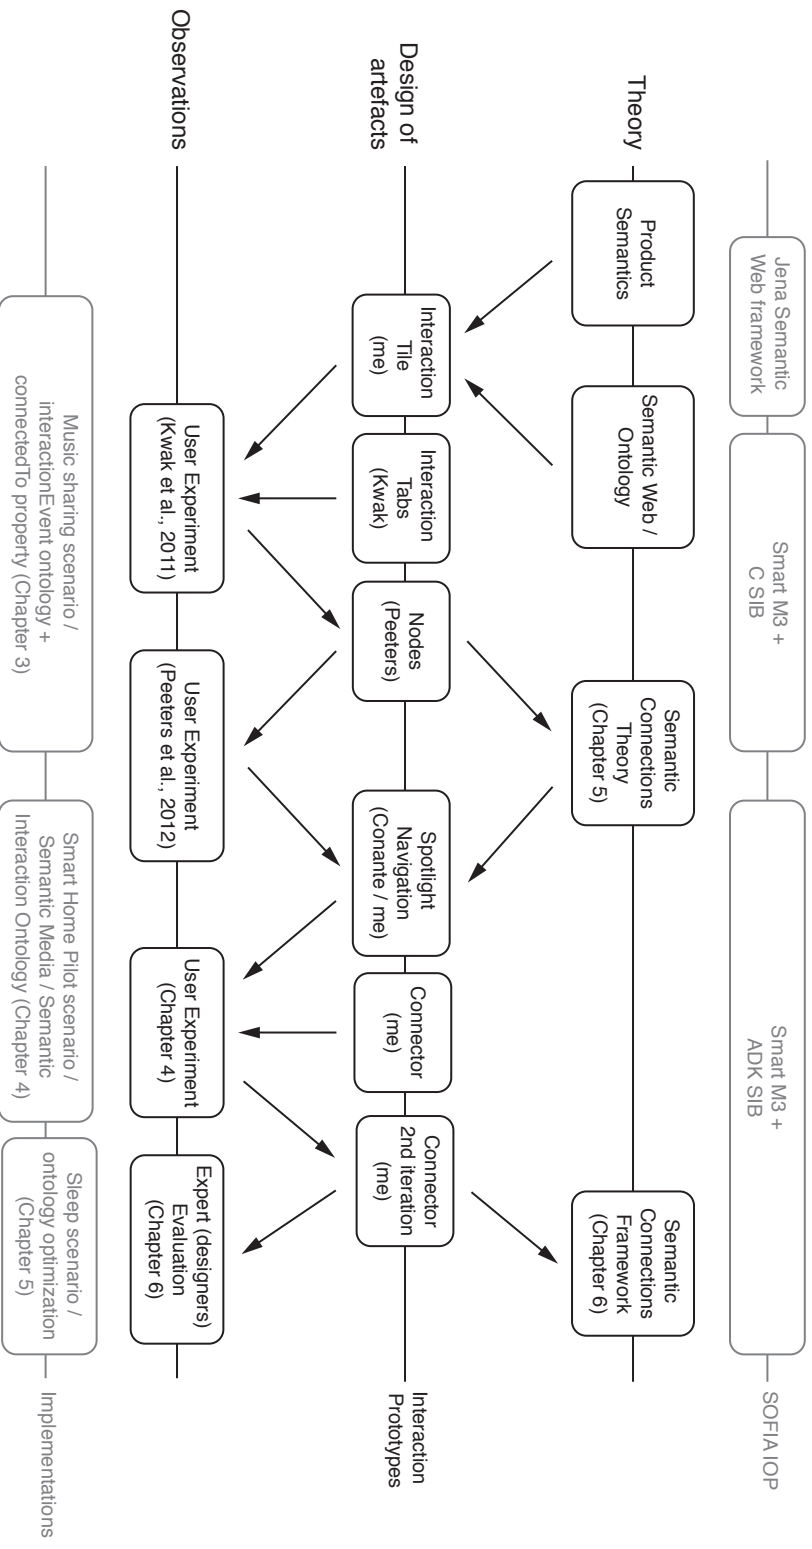 Jena Semantic
Web framework
Smart M3 +
C SIB
Smart M3 +
ADK SIB
SOFIA IOP
Theory
Product
Semantics
Semantic Web /
Ontology
Semantic
Connections
Theory
(Chapter 5)
Semantic
Connections
Framework
(Chapter 6)
Design of
artefacts
Interaction
Tile
(me)
Interaction
Tabs
(Kwak)
Nodes
(Peeters)
Spotlight
Navigation
(Conante / me)
Connector
(me)
Connector
2nd iteration
(me)
Interaction
Prototypes
Observations
User Experiment
(Kwak et al., 2011)
User Experiment
(Peeters et al., 2012)
User Experiment
(Chapter 4)
Expert (designers)
Evaluation
(Chapter 6)
Music sharing scenario /
interactionEvent ontology +
connectedTo property (Chapter 3)
Smart Home Pilot scenario /
Semantic Media / Semantic
Interaction Ontology (Chapter 4)
Sleep scenario /
ontology optimization
(Chapter 5)
Implementations